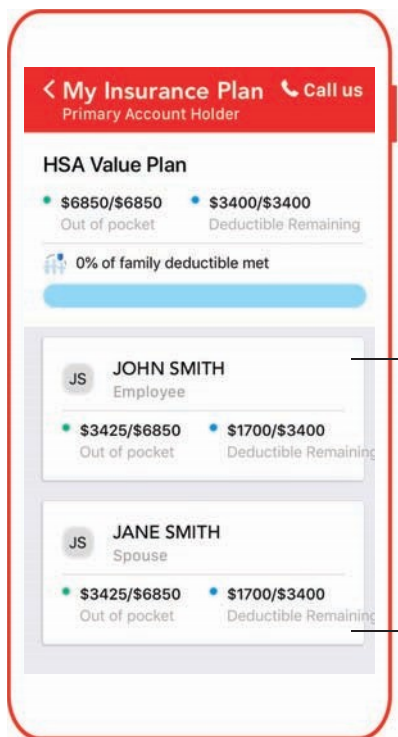 < My Insurance Plan Call us
Primary Account Holder
HSA Value Plan
$6850/$6850 $3400/$3400
Out of pocket Deductible Remaining
0% of family deductible met
JS JOHN SMITH
Employee
$3425/$6850 $1700/$3400
Out of pocket Deductible Remaining
JS JANE SMITH
Spouse
$3425/$6850 $1700/$3400
Out of pocket Deductible Remaining